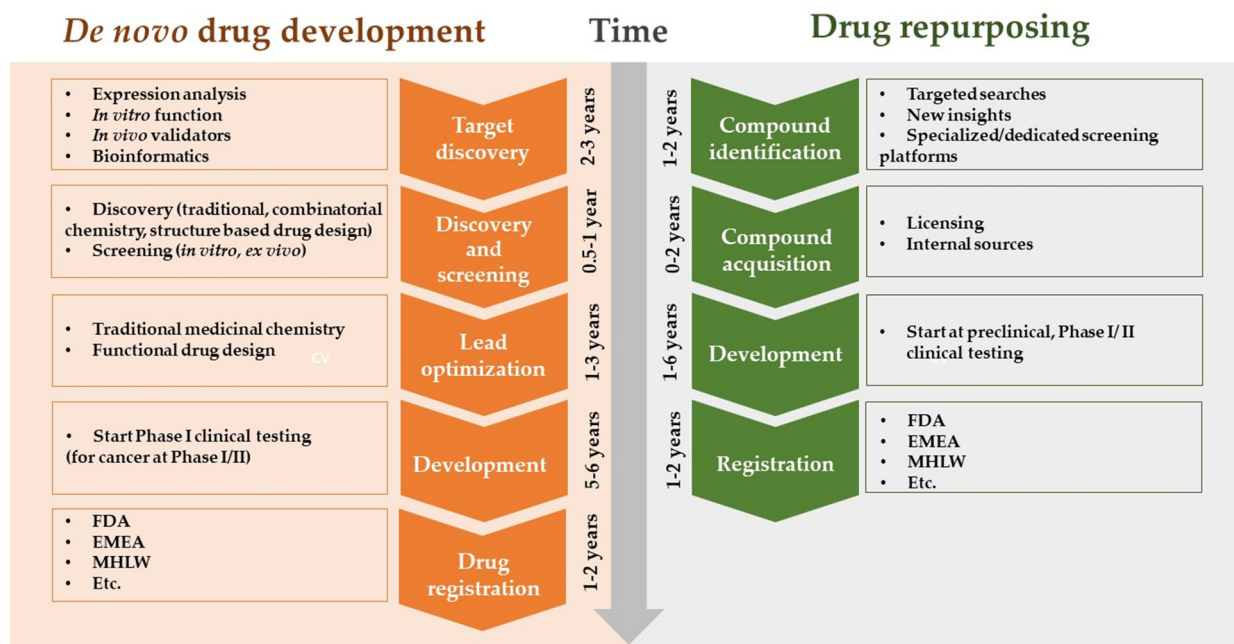 De novo drug development
Time
Drug repurposing
• Expression analysis
• In vitro function
• In vivo validators
• Bioinformatics
Target
discovery
2-3 years
• Discovery (traditional, combinatorial
chemistry, structure based drug design)
• Screening (in vitro, ex vivo)
Discovery
and
screening
0.5-1 year
• Traditional medicinal chemistry
• Functional drug design
cv
Lead
optimization
1-3 years
• Start Phase I clinical testing
(for cancer at Phase I/II)
Development
5-6 years
• FDA
• EMEA
• MHLW
• Etc.
Drug
registration
1-2 years
1-2 years
Compound
identification
• Targeted searches
• New insights
• Specialized/dedicated screening
platforms
0-2 years
Compound
acquisition
• Licensing
• Internal sources
1-6 years
Development
• Start at preclinical, Phase I/ II
clinical testing
1-2 years
Registration
• FDA
• EMEA
• MHLW
• Etc.